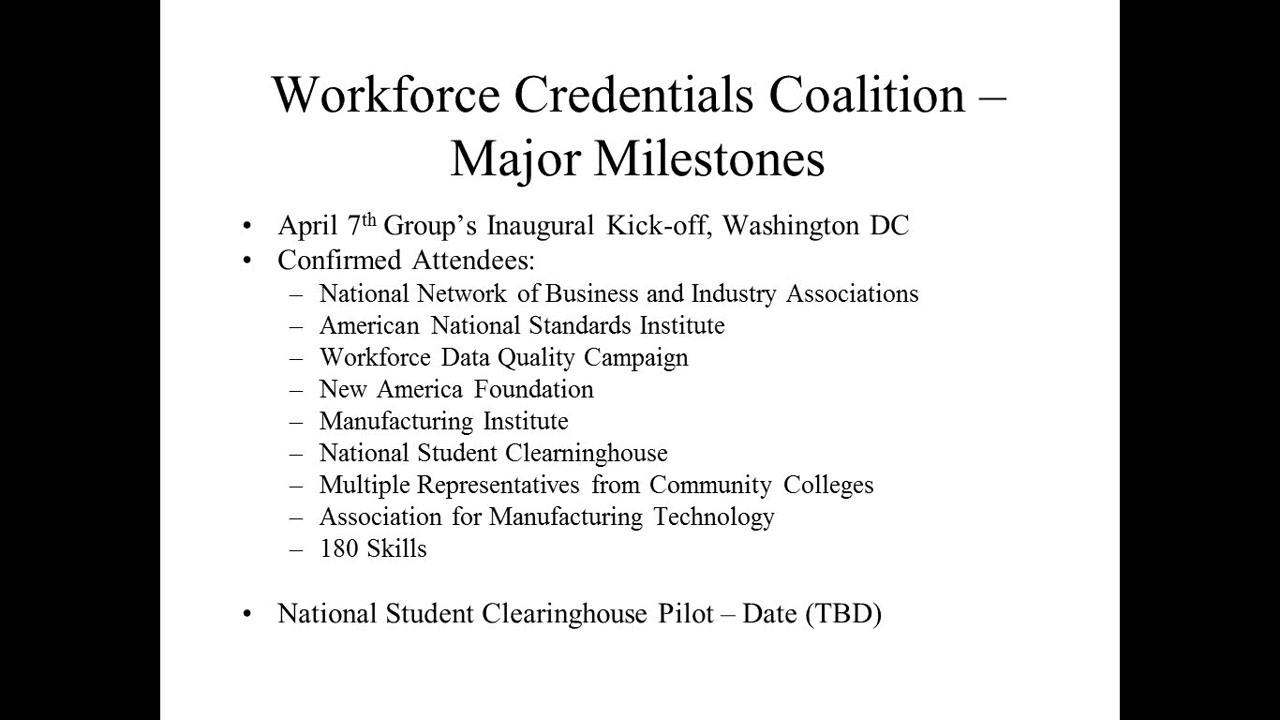 Workforce Credentials Coalition –
Major Milestones
• April 7th Group's Inaugural Kick-off, Washington DC
• Confirmed Attendees:
– National Network of Business and Industry Associations
– American National Standards Institute
– Workforce Data Quality Campaign
– New America Foundation
– Manufacturing Institute
– National Student Clearninghouse
– Multiple Representatives from Community Colleges
– Association for Manufacturing Technology
– 180 Skills
• National Student Clearinghouse Pilot – Date (TBD)